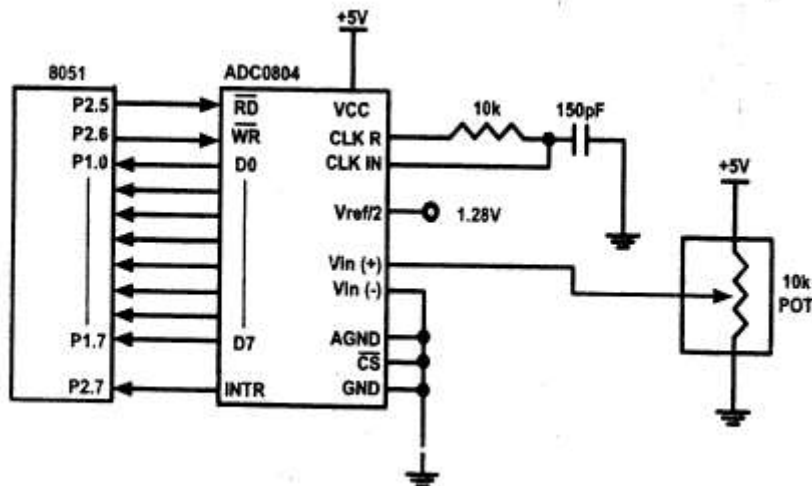 +5V
8051
ADC0804
P2.5
RD
VCC
P2.6
WR
CLK R
10k
150pF
P1.0
D0
CLK IN
+5V
Vref/2
1.28V
Vin (+)
Vin (-)
10k
POT
P1.7
D7
AGND
CS
P2.7
INTR
GND